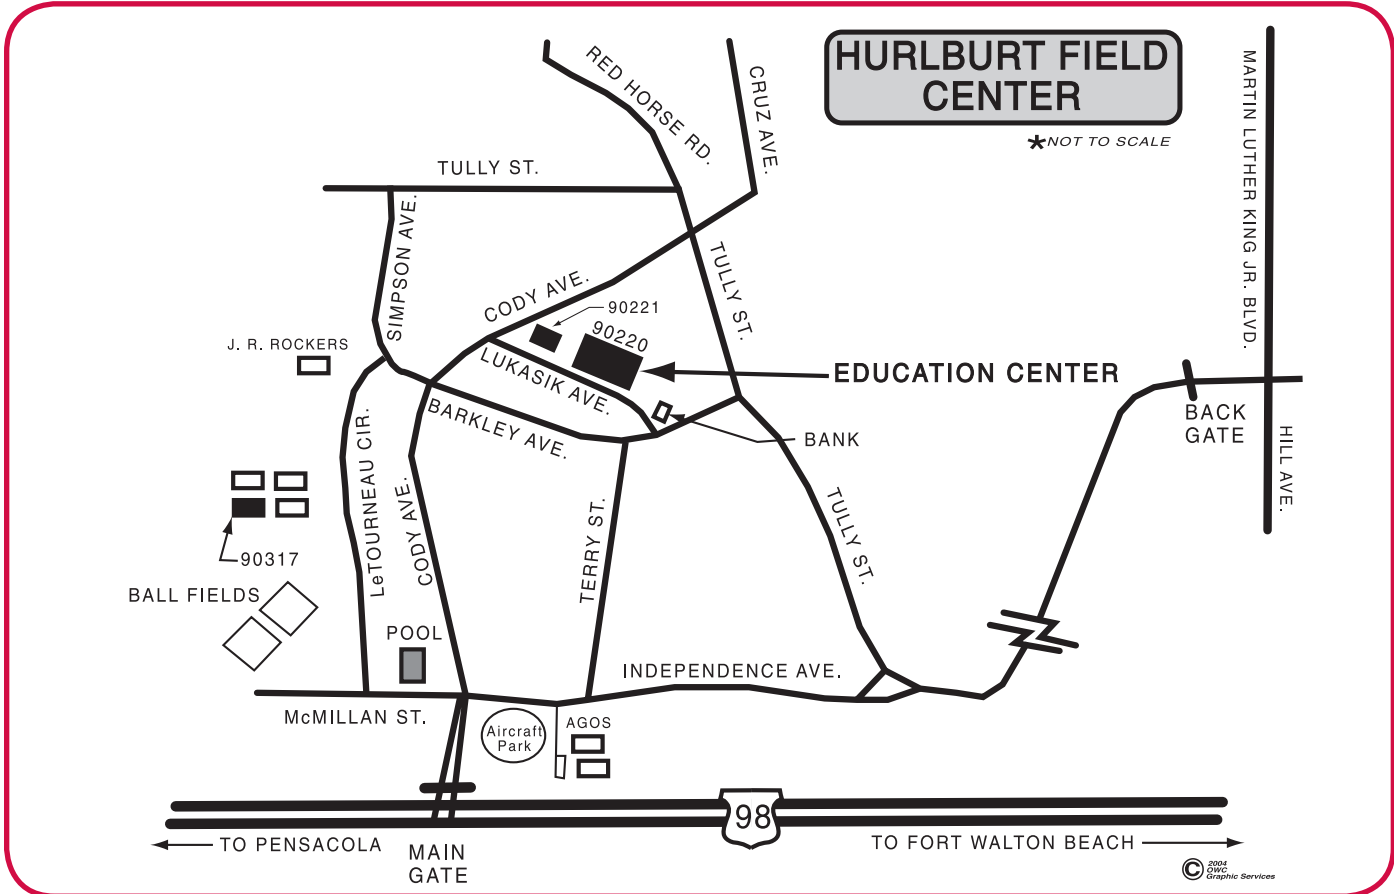 HURLBURT FIELD
CENTER
*NOT TO SCALE
RED HORSE RD.
CRUZ AVE.
MARTIN LUTHER KING JR. BLVD.
TULLY ST.
SIMPSON AVE.
TULLY ST.
CODY AVE.
90221
90220
J. R. ROCKERS
LUKASIK AVE.
EDUCATION CENTER
BARKLEY AVE.
BANK
BACK
GATE
HILL AVE.
LeTOURNEAU CIR.
CODY AVE.
TERRY ST.
TULLY ST.
90317
BALL FIELDS
POOL
INDEPENDENCE AVE.
McMILLAN ST.
Aircraft
Park
AGOS
98
TO PENSACOLA
MAIN
GATE
TO FORT WALTON BEACH
© 2004
OWC
Graphic Services